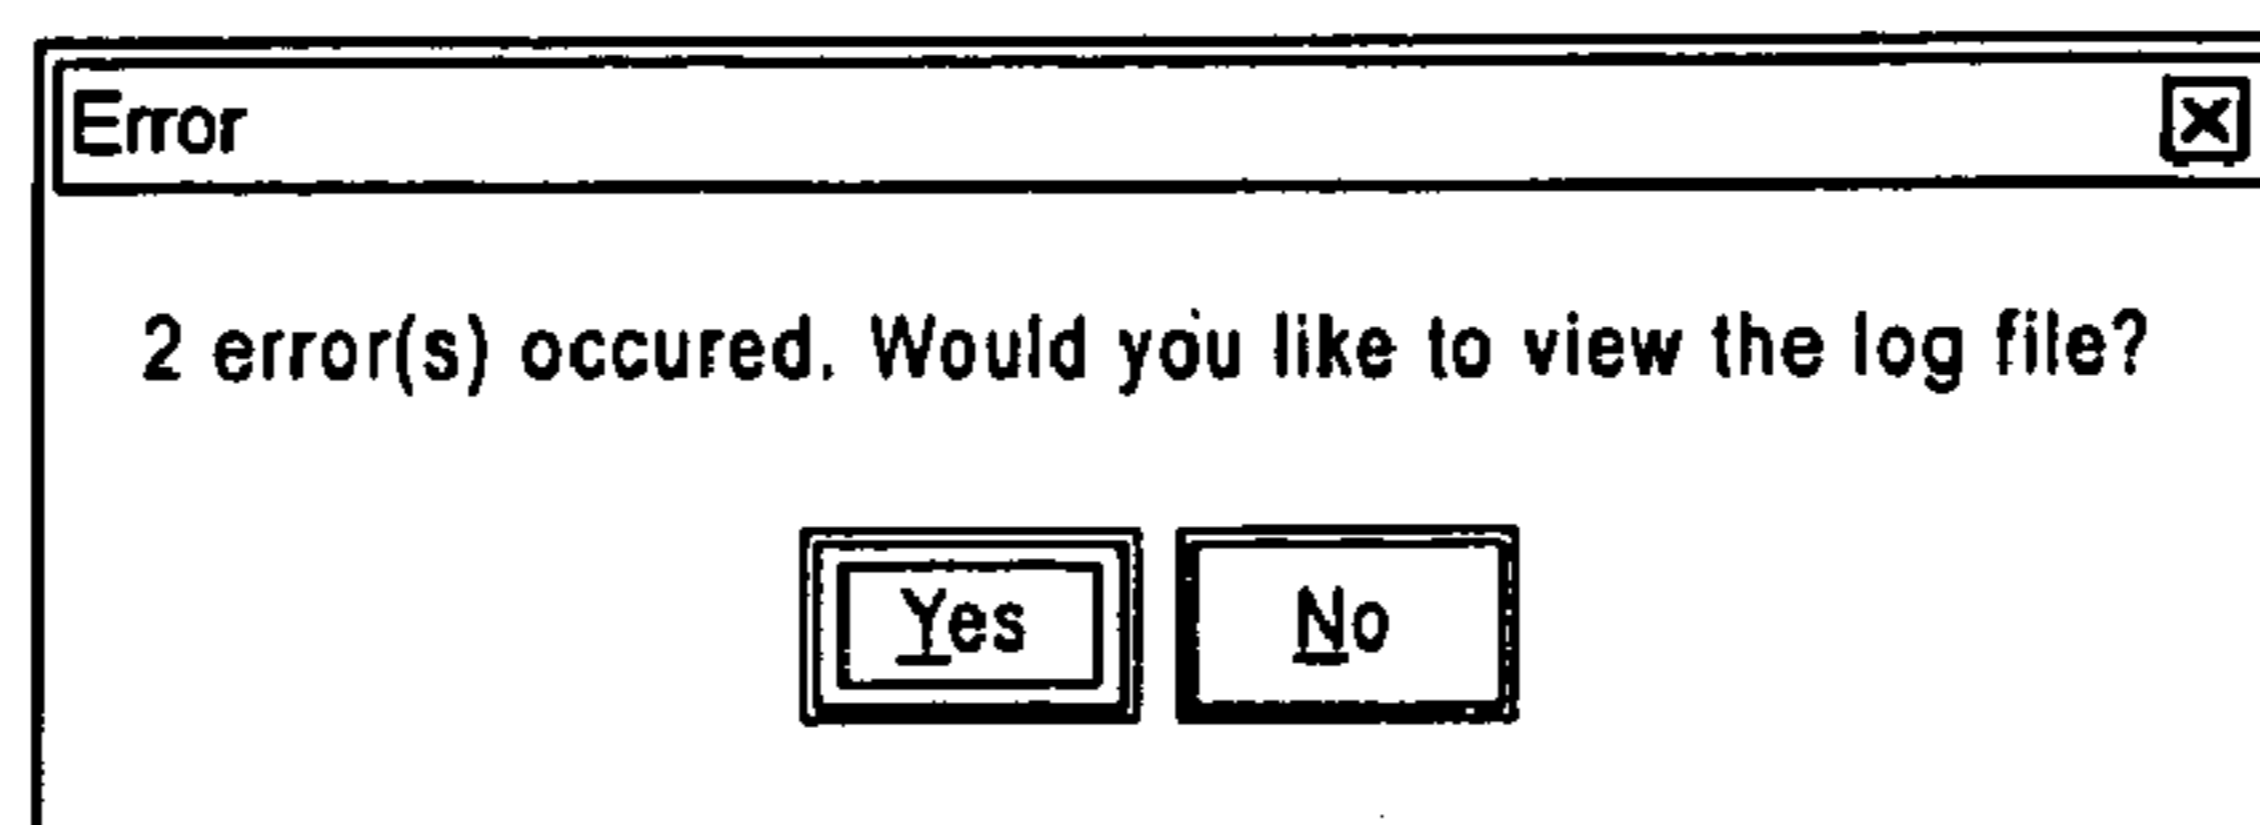 Error
2 error(s) occured. Would you like to view the log file?
Yes No